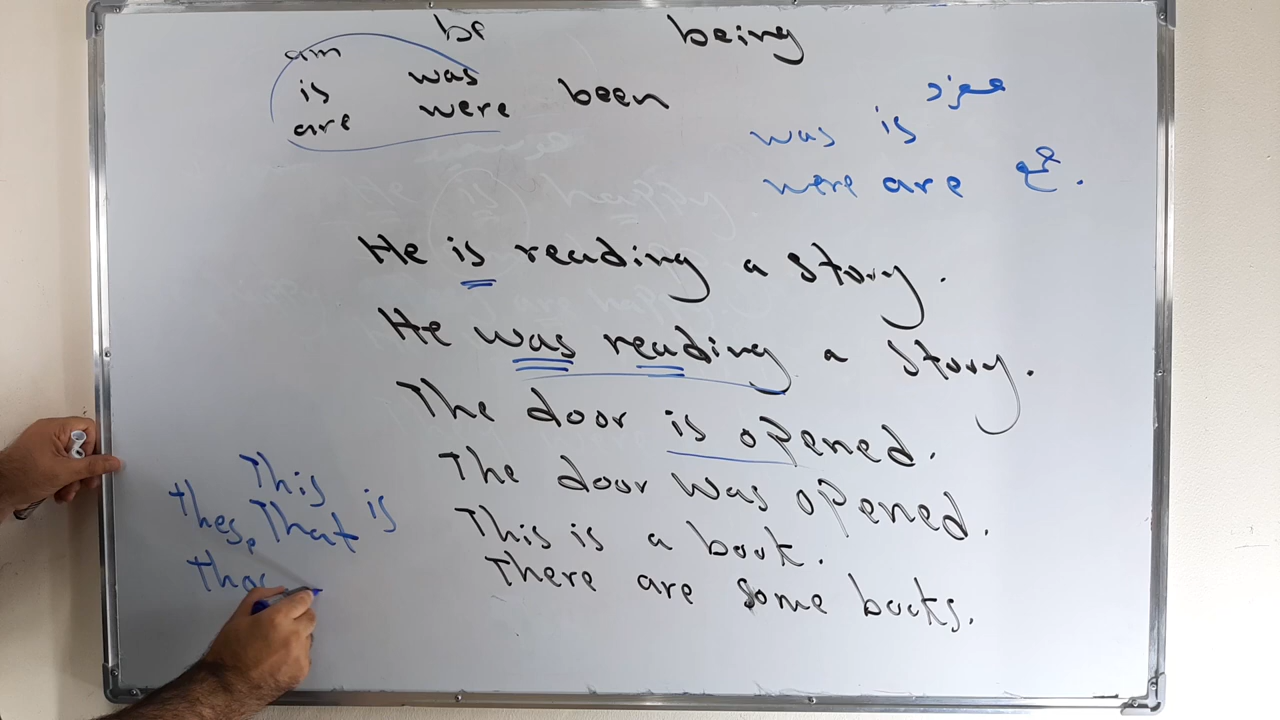 be being
am
is was been
are were
was is مفرد
were are جمع.
He is reading a story.
He was reading a story.
The door is opened.
The door was opened.
This is a book.
There are some books.
This
these That is
thos